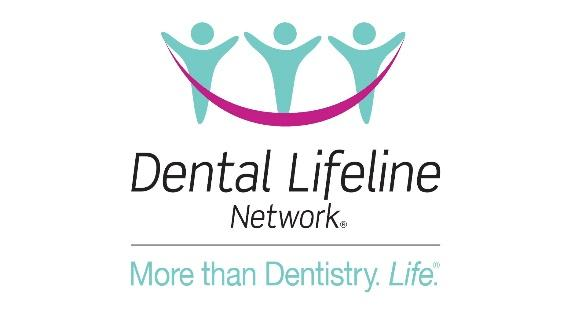 Dental Lifeline
Network®
More than Dentistry. Life.®